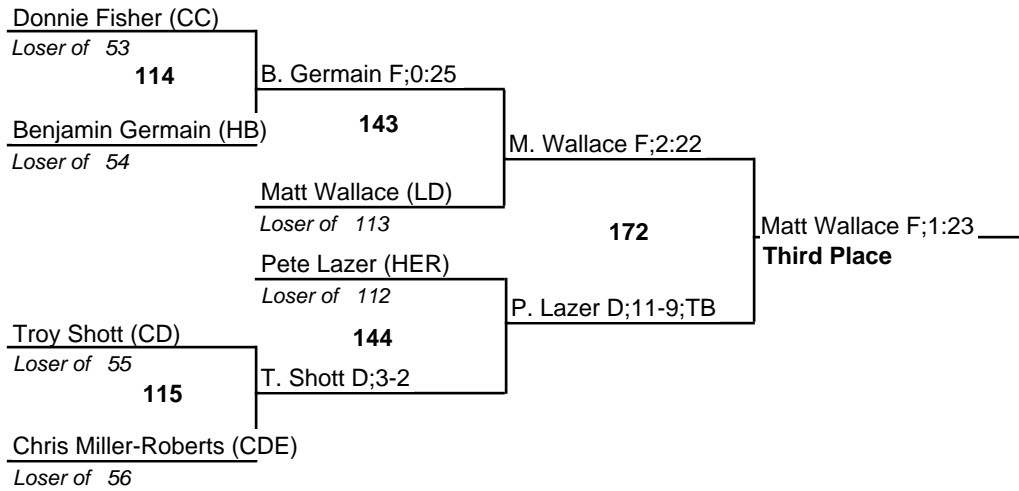 Donnie Fisher (CC)
Loser of 53
114
B. Germain F;0:25
Benjamin Germain (HB)
Loser of 54
143
M. Wallace F;2:22
Matt Wallace (LD)
Loser of 113
172
Matt Wallace F;1:23
Third Place
Pete Lazer (HER)
Loser of 112
P. Lazer D;11-9;TB
144
Troy Shott (CD)
Loser of 55
115
T. Shott D;3-2
Chris Miller-Roberts (CDE)
Loser of 56